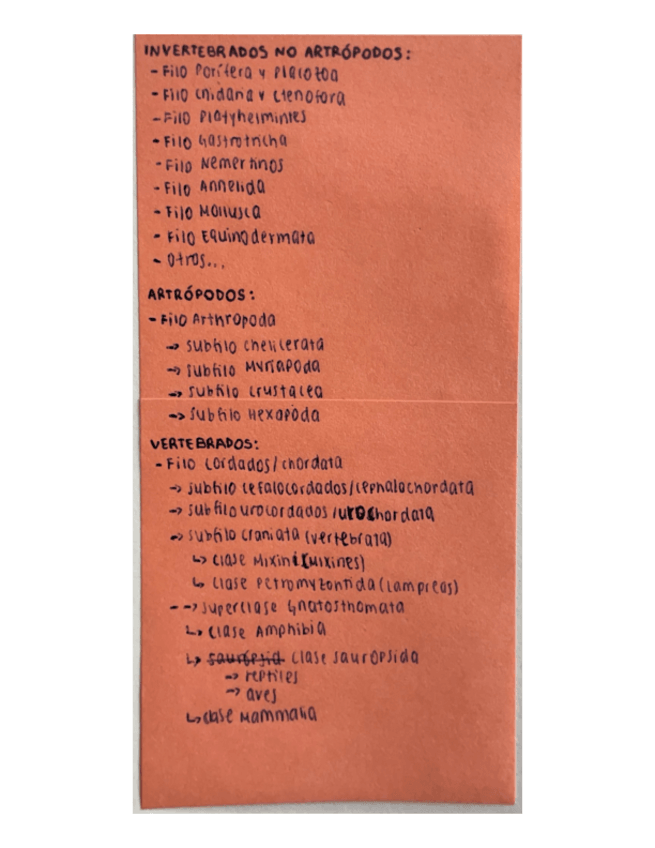 INVERTEBRADOS NO ARTRÓPODOS:
- Filo Porífera y Placotoa
- Filo Cnidaria y Ctenofora
- Filo Platyhelmintes
- Filo Gastrotricha
- Filo Nemertinos
- Filo Annelida
- Filo Mollusca
- Filo Equinodermata
- Otros...
ARTRÓPODOS:
- Filo Arthropoda
→ Subfilo Chelicerata
→ Subfilo Myriapoda
→ Subfilo Crustacea
→ Subfilo Hexapoda
VERTEBRADOS:
- Filo Cordados/Chordata
→ Subfilo Cefalocordados/Cephalochordata
→ Subfilo Urocordados/Urochordata
→ Subfilo Craniata (vertebrata)
↳ Clase Mixini (Mixines)
↳ Clase Petromyzontida (Lampreas)
--→ Superclase Gnatosthomata
↳ Clase Amphibia
↳ Sauropsid Clase Sauropsida
→ reptiles
→ aves
↳ Clase Mammalia